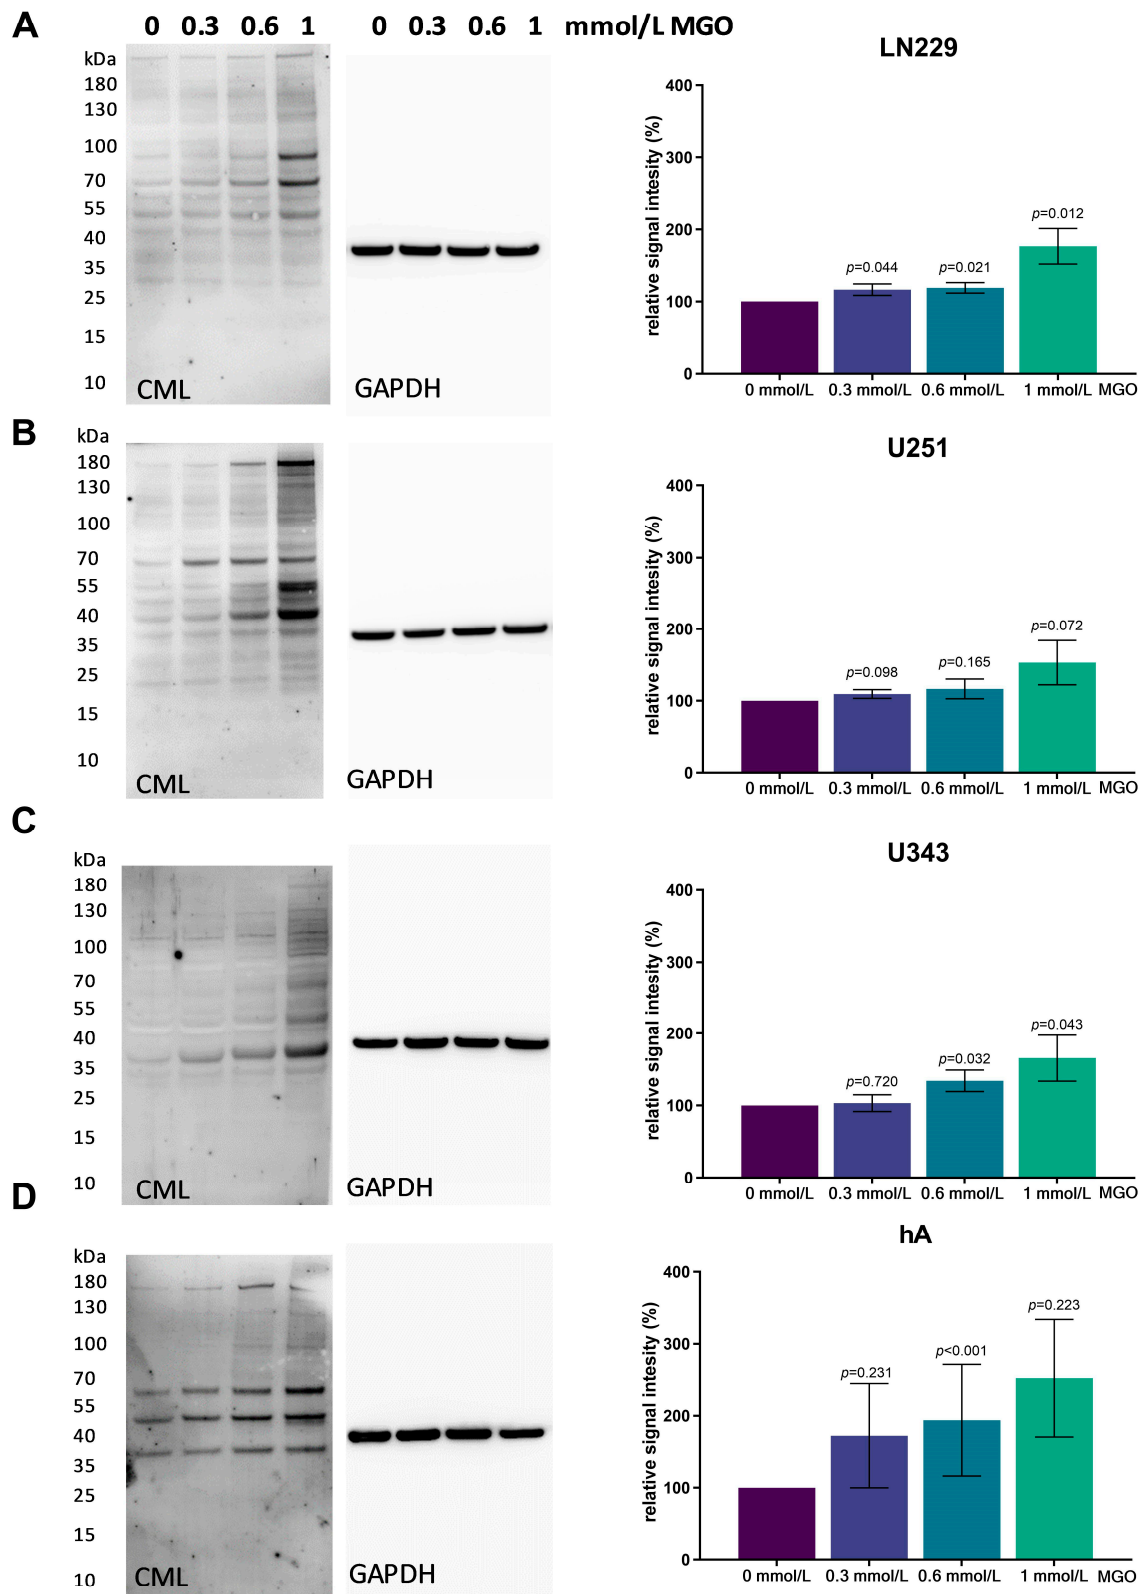 A
0 0.3 0.6 1 0 0.3 0.6 1 mmol/L MGO
kDa
180
130
100
70
55
40
35
25
15
10
CML
GAPDH
LN229
relative signal intesity (%)
400
300
200
100
0
p=0.044
p=0.021
p=0.012
0 mmol/L 0.3 mmol/L 0.6 mmol/L 1 mmol/L MGO
B
kDa
180
130
100
70
55
40
35
25
15
10
CML
GAPDH
U251
relative signal intesity (%)
400
300
200
100
0
p=0.098
p=0.165
p=0.072
0 mmol/L 0.3 mmol/L 0.6 mmol/L 1 mmol/L MGO
C
kDa
180
130
100
70
55
40
35
25
15
10
CML
GAPDH
U343
relative signal intesity (%)
400
300
200
100
0
p=0.720
p=0.032
p=0.043
0 mmol/L 0.3 mmol/L 0.6 mmol/L 1 mmol/L MGO
D
kDa
180
130
100
70
55
40
35
25
15
10
CML
GAPDH
hA
relative signal intesity (%)
400
300
200
100
0
p=0.231
p<0.001
p=0.223
0 mmol/L 0.3 mmol/L 0.6 mmol/L 1 mmol/L MGO